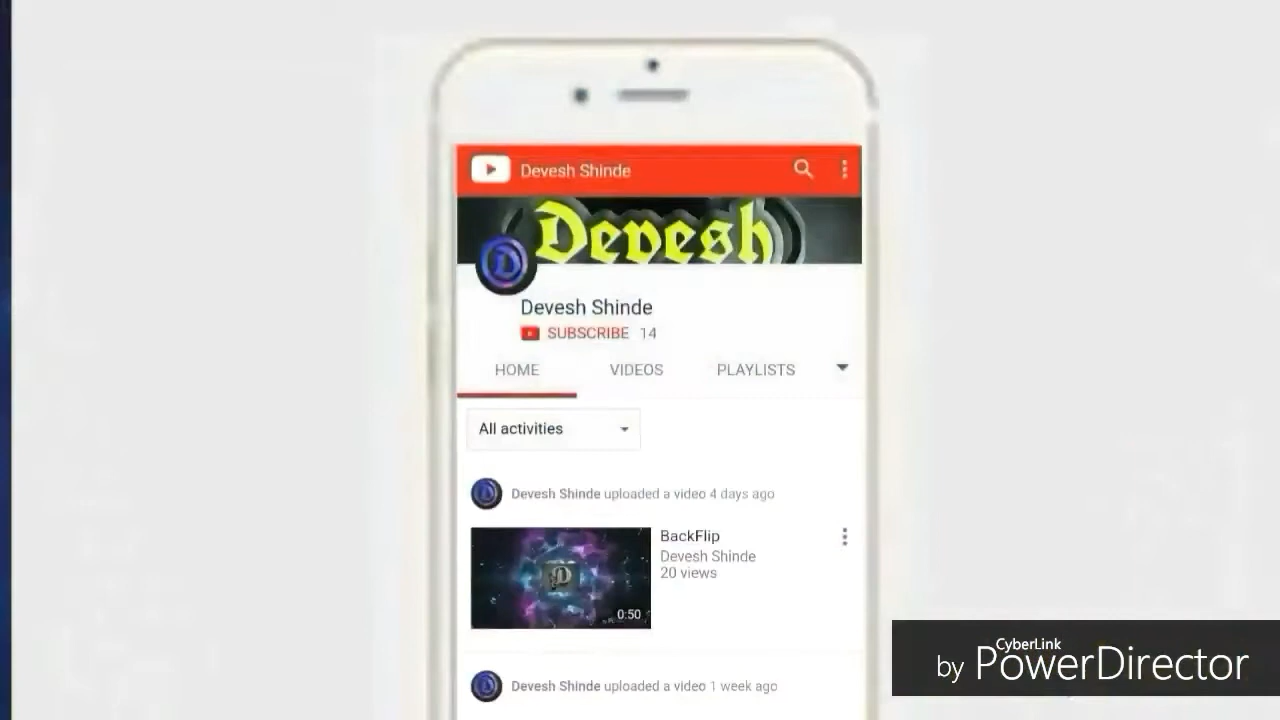 Devesh Shinde
Devesh
D
Devesh Shinde
SUBSCRIBE 14
HOME VIDEOS PLAYLISTS
All activities
D Devesh Shinde uploaded a video 4 days ago
BackFlip
Devesh Shinde
20 views
D
0:50
D Devesh Shinde uploaded a video 1 week ago
CyberLink
by PowerDirector